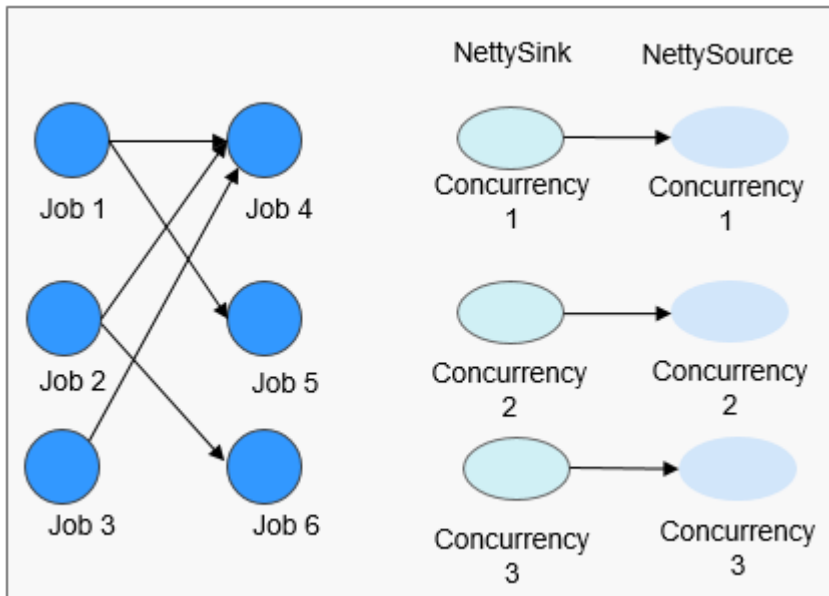 NettySink NettySource
Job 1 Job 4
Concurrency Concurrency
1 1
Job 2 Job 5
Concurrency Concurrency
2 2
Job 3 Job 6
Concurrency Concurrency
3 3